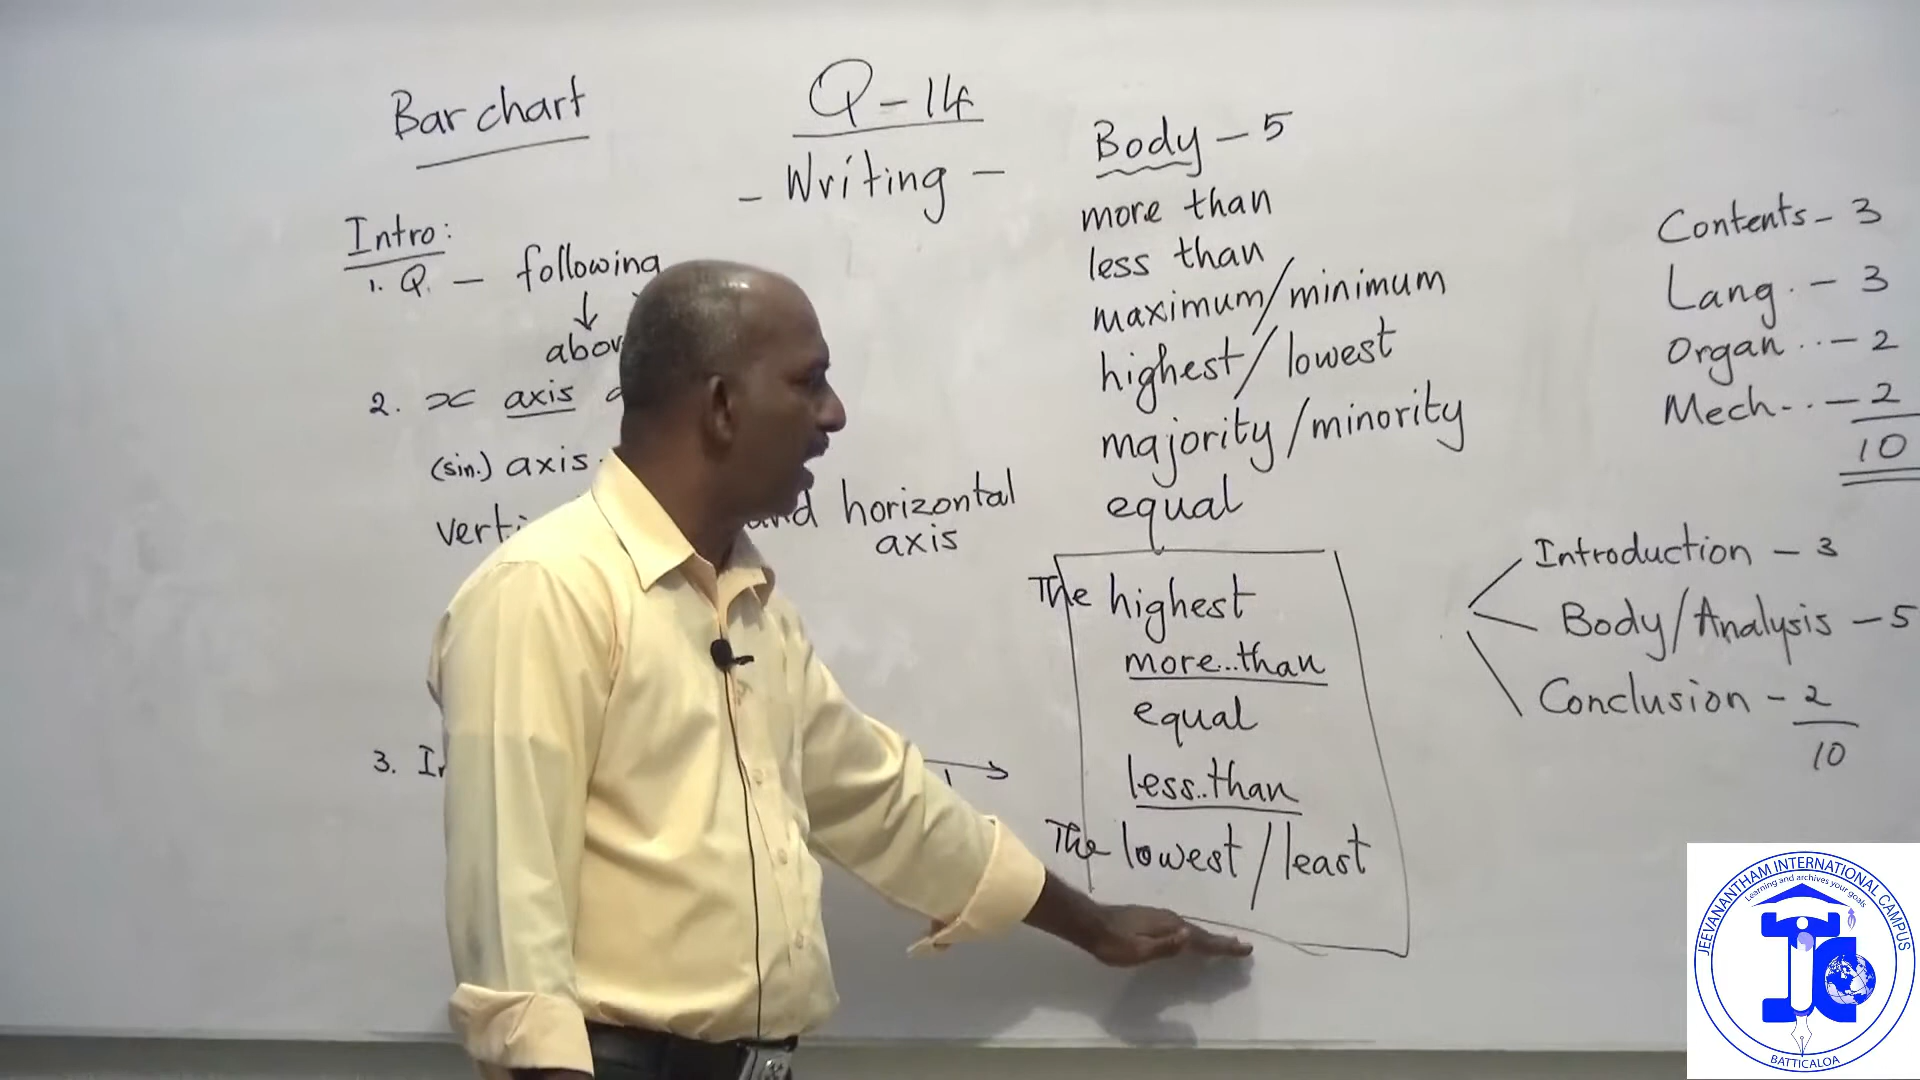 Bar chart
Q - 14
- Writing -
Intro:
1. Q. - following
2. x axis
(sin.) axis
and horizontal
axis
3.
Body - 5
more than
less than
maximum/minimum
highest/lowest
majority/minority
equal
The highest
more..than
equal
less..than
The lowest/least
Contents - 3
Lang. - 3
Organ.. - 2
Mech... - 2
10
Introduction - 3
Body/Analysis - 5
Conclusion - 2
10
JEEVANANTHAM INTERNATIONAL CAMPUS
Learning and archives your goals
BATTICALOA